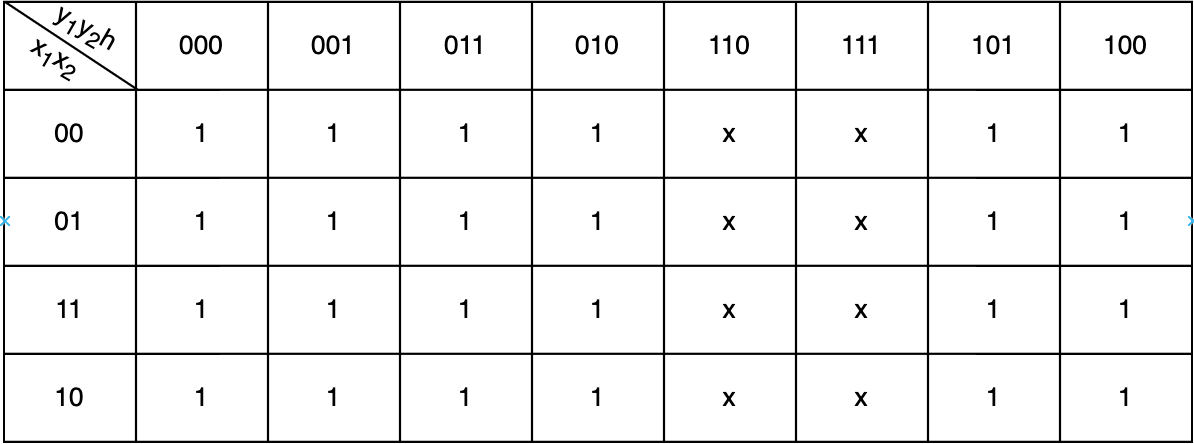 y₁y₂h 000 001 011 010 110 111 101 100
x₁x₂
00 1 1 1 1 x x 1 1
01 1 1 1 1 x x 1 1
11 1 1 1 1 x x 1 1
10 1 1 1 1 x x 1 1